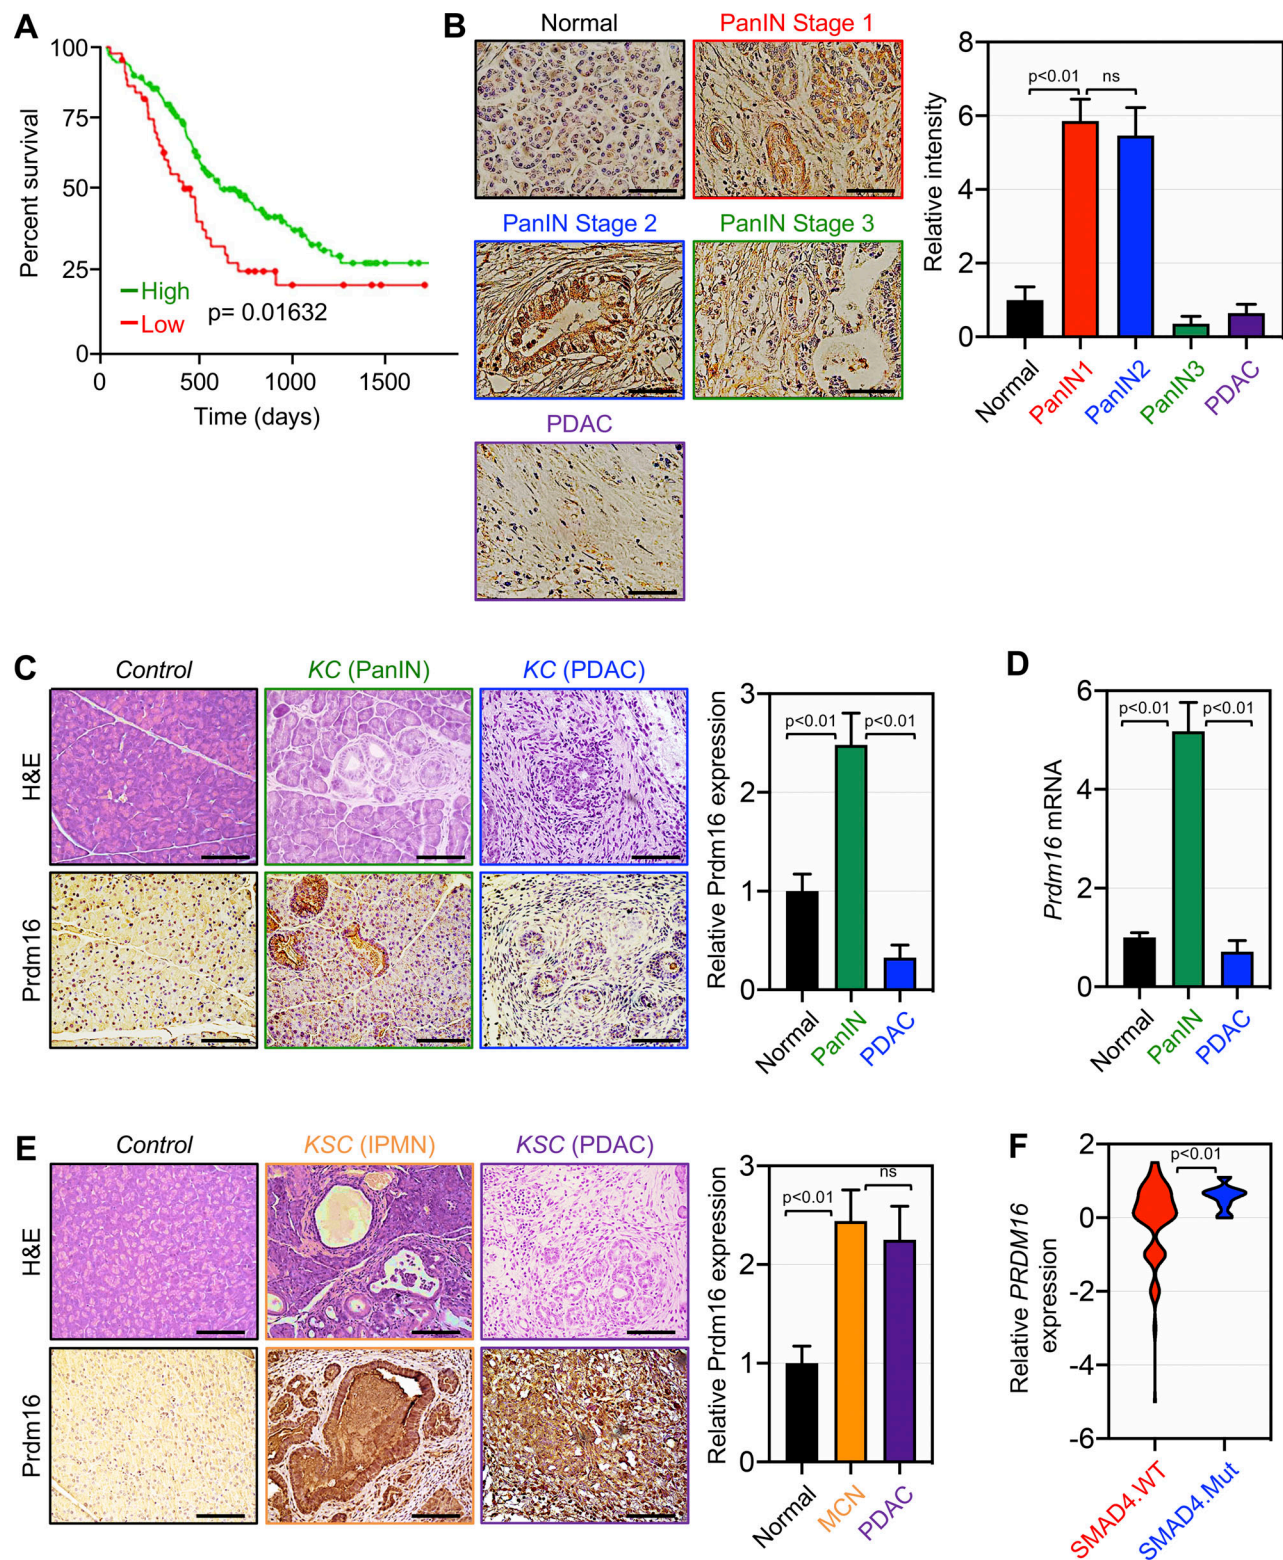 A
100
75
50
25
0
Percent survival
High
Low
p= 0.01632
0
500
1000
1500
Time (days)
B
Normal
PanIN Stage 1
PanIN Stage 2
PanIN Stage 3
PDAC
8
6
4
2
0
Relative intensity
p<0.01
ns
Normal
PanIN1
PanIN2
PanIN3
PDAC
C
Control
KC (PanIN)
KC (PDAC)
H&E
Prdm16
3
2
1
0
Relative Prdm16 expression
p<0.01
p<0.01
Normal
PanIN
PDAC
D
6
4
2
0
Prdm16 mRNA
p<0.01
p<0.01
Normal
PanIN
PDAC
E
Control
KSC (IPMN)
KSC (PDAC)
H&E
Prdm16
3
2
1
0
Relative Prdm16 expression
p<0.01
ns
Normal
MCN
PDAC
F
2
0
-2
-4
-6
Relative PRDM16
expression
p<0.01
SMAD4.WT
SMAD4.Mut